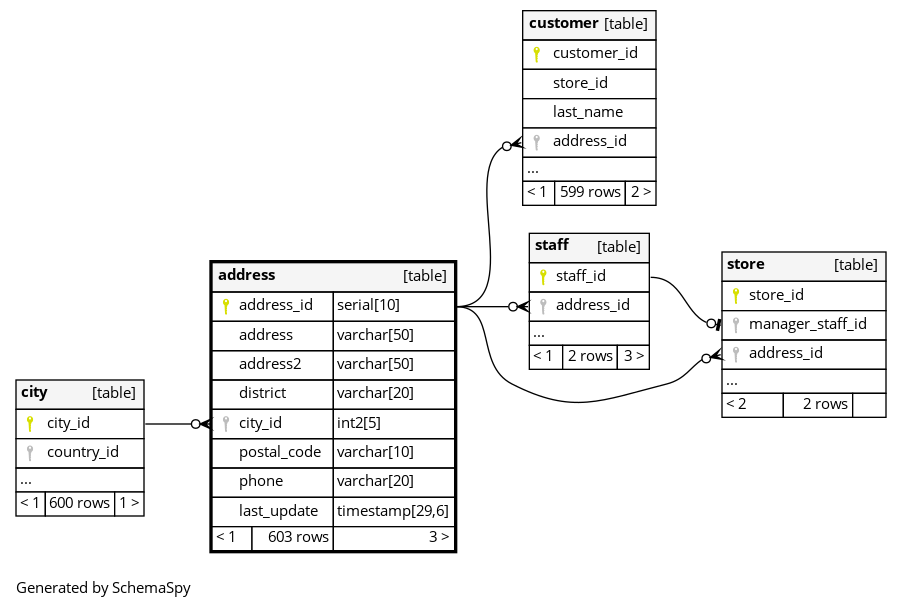 customer [table]
customer_id
store_id
last_name
address_id
...
< 1 599 rows 2 >
staff [table]
staff_id
address_id
...
< 1 2 rows 3 >
store [table]
store_id
manager_staff_id
address_id
...
< 2 2 rows
address [table]
address_id serial[10]
address varchar[50]
address2 varchar[50]
district varchar[20]
city_id int2[5]
postal_code varchar[10]
phone varchar[20]
last_update timestamp[29,6]
< 1 603 rows 3 >
city [table]
city_id
country_id
...
< 1 600 rows 1 >
Generated by SchemaSpy